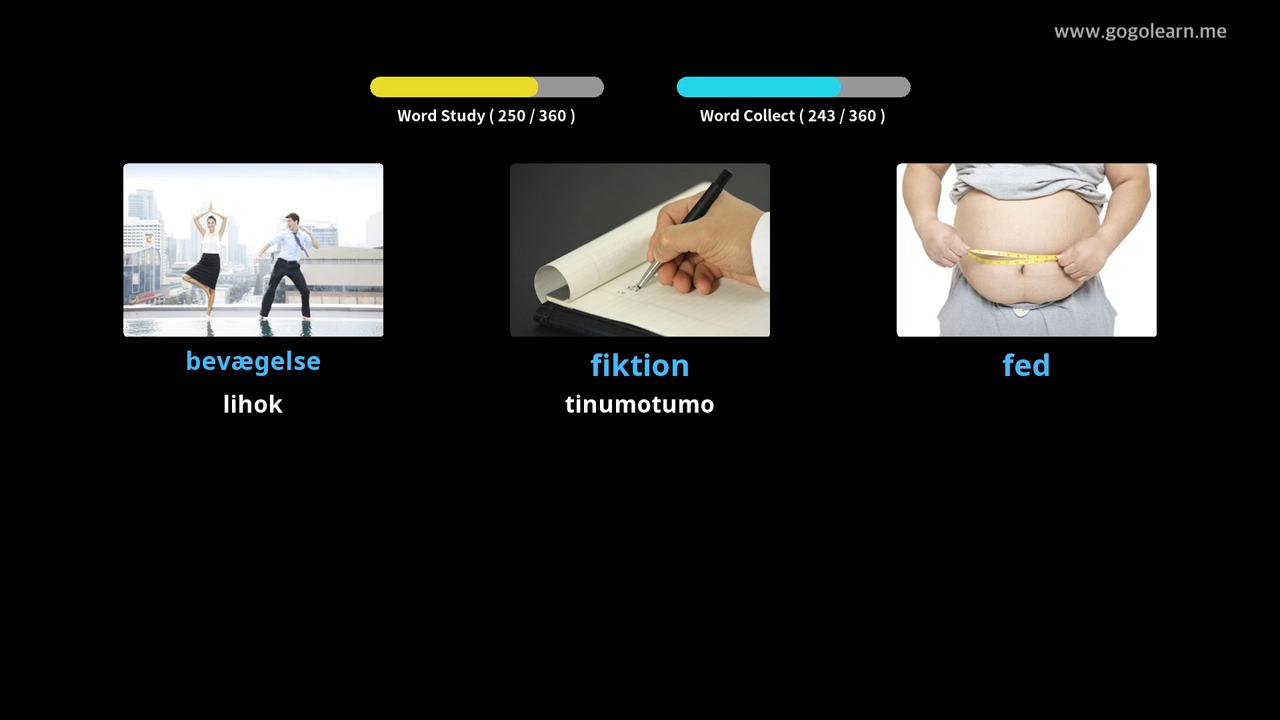 www.gogolearn.me
Word Study ( 250 / 360 )
Word Collect ( 243 / 360 )
bevægelse
lihok
fiktion
tinumotumo
fed